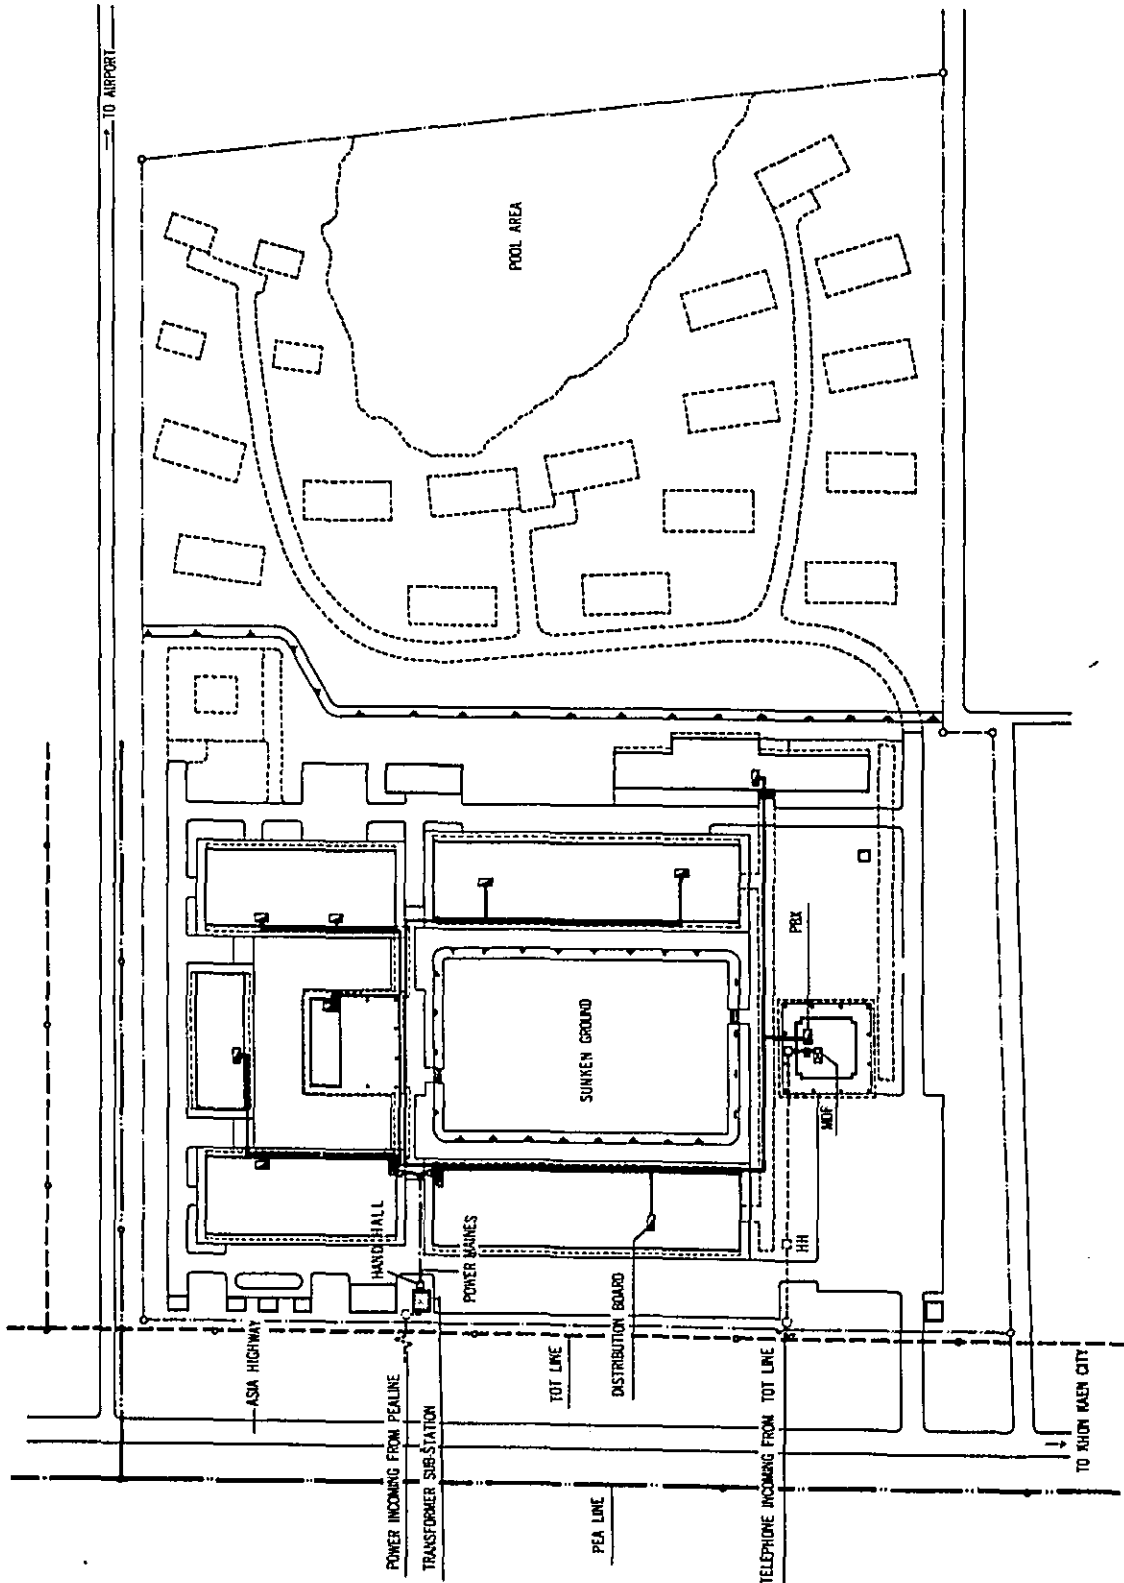 → TO AIRPORT
POOL AREA
SUNKEN GROUND
PBX
MDF
HH
HAND HALL
POWER MAINES
DISTRIBUTION BOARD
ASIA HIGHWAY
TOT LINE
POWER INCOMING FROM PEALINE
TRANSFORMER SUB-STATION
PEA LINE
TELEPHONE INCOMING FROM TOT LINE
→ TO KHON KAEN CITY